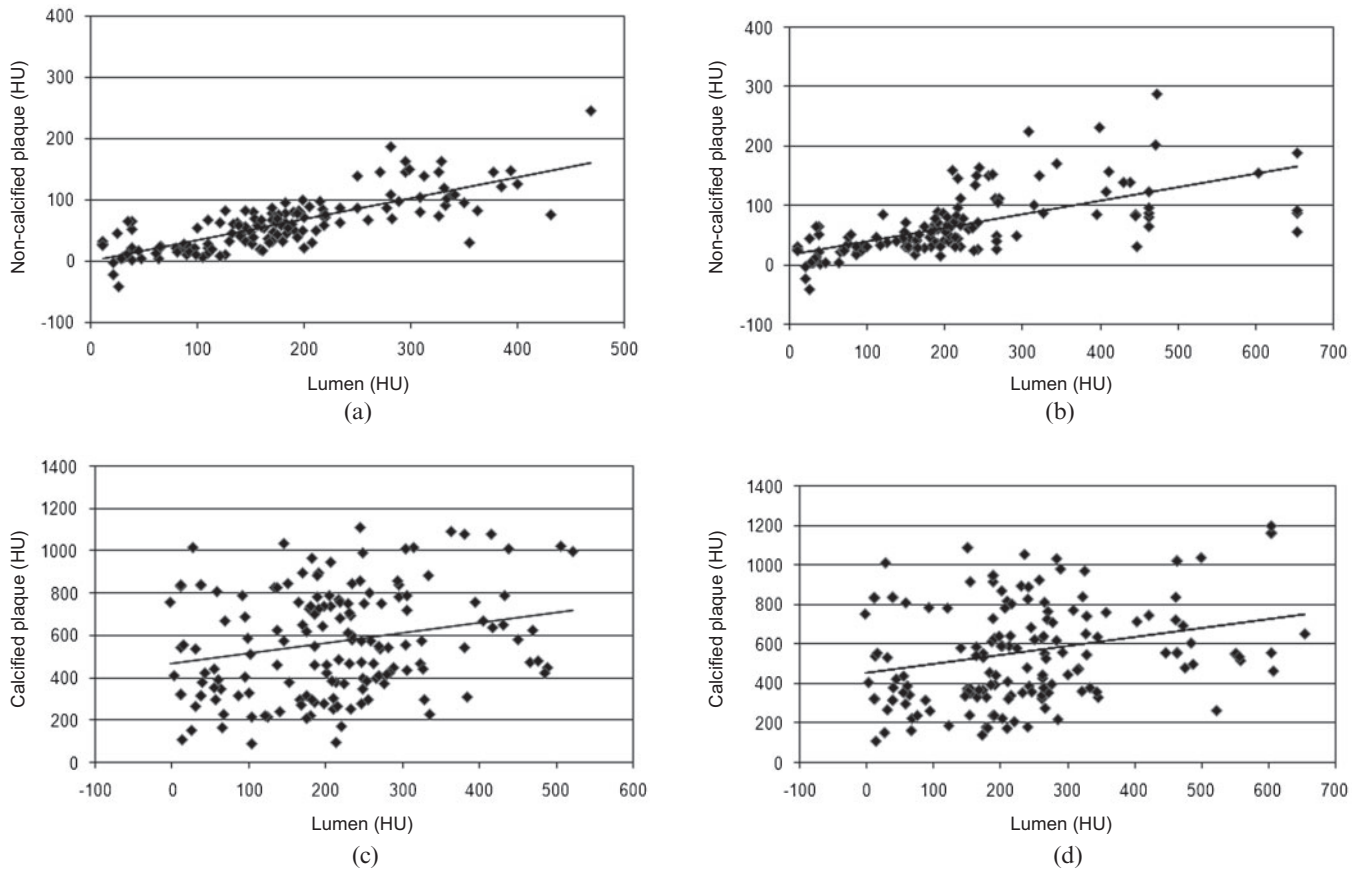 400
300
200
100
0
-100
Non-calcified plaque (HU)
0 100 200 300 400 500
Lumen (HU)
(a)
400
300
200
100
0
-100
Non-calcified plaque (HU)
0 100 200 300 400 500 600 700
Lumen (HU)
(b)
1400
1200
1000
800
600
400
200
0
Calcified plaque (HU)
-100 0 100 200 300 400 500 600
Lumen (HU)
(c)
1400
1200
1000
800
600
400
200
0
Calcified plaque (HU)
-100 0 100 200 300 400 500 600 700
Lumen (HU)
(d)